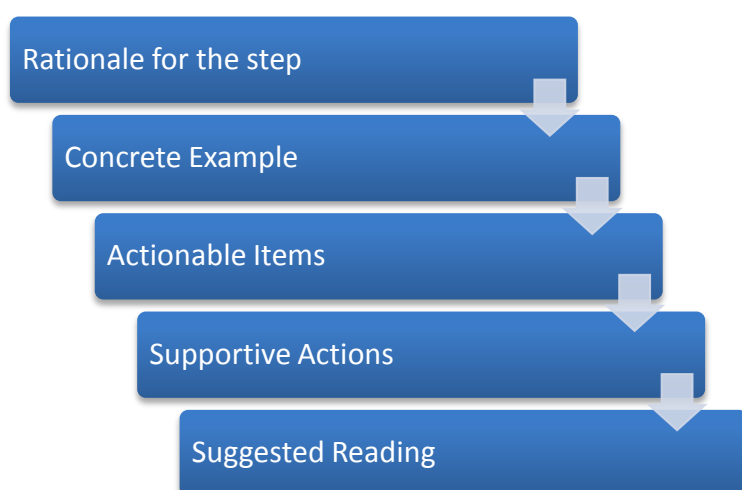 Rationale for the step
Concrete Example
Actionable Items
Supportive Actions
Suggested Reading